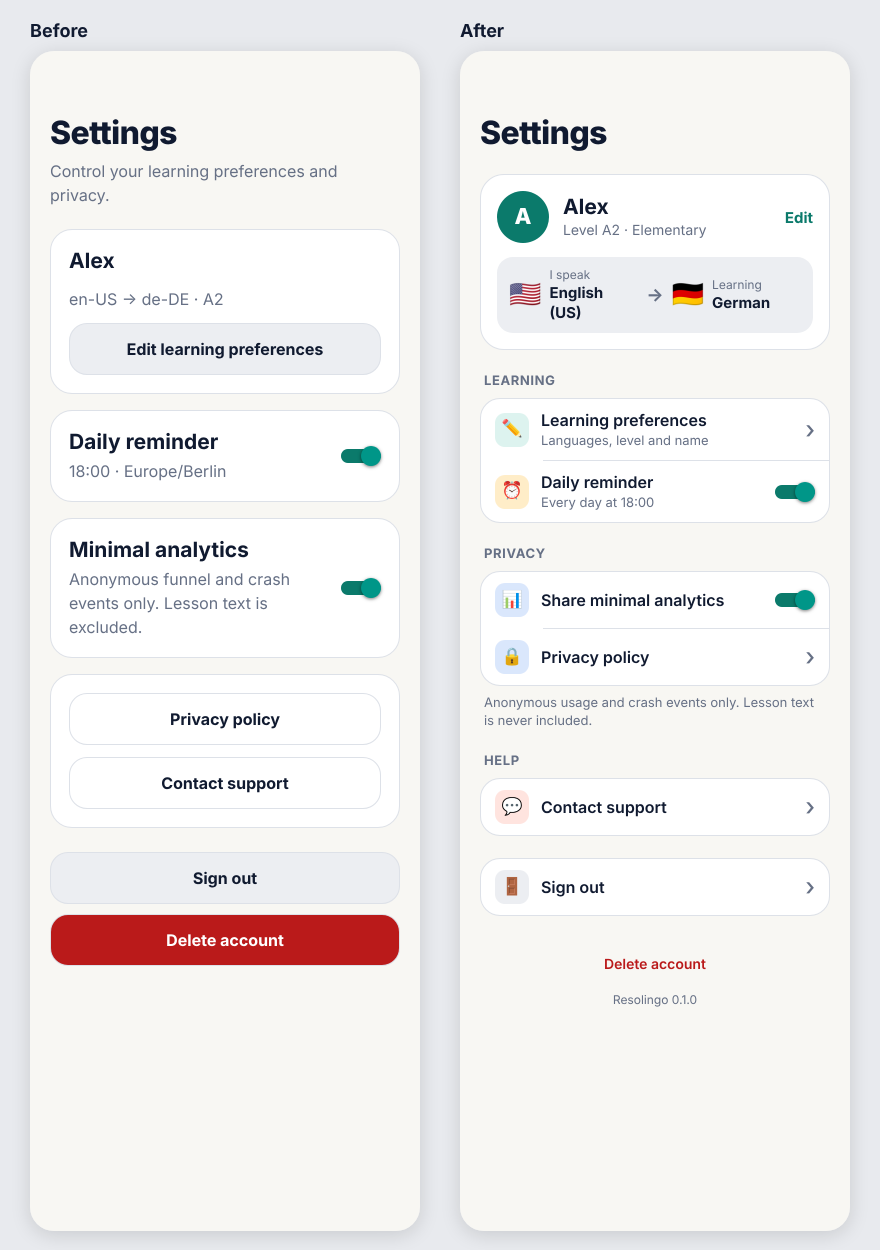 Before
Settings
Control your learning preferences and
privacy.
Alex
en-US → de-DE · A2
Edit learning preferences
Daily reminder
18:00 · Europe/Berlin
Minimal analytics
Anonymous funnel and crash
events only. Lesson text is
excluded.
Privacy policy
Contact support
Sign out
Delete account
After
Settings
A
Alex
Level A2 · Elementary
Edit
I speak
English
(US)
→
Learning
German
LEARNING
Learning preferences
Languages, level and name
Daily reminder
Every day at 18:00
PRIVACY
Share minimal analytics
Privacy policy
Anonymous usage and crash events only. Lesson text
is never included.
HELP
Contact support
Sign out
Delete account
Resolingo 0.1.0